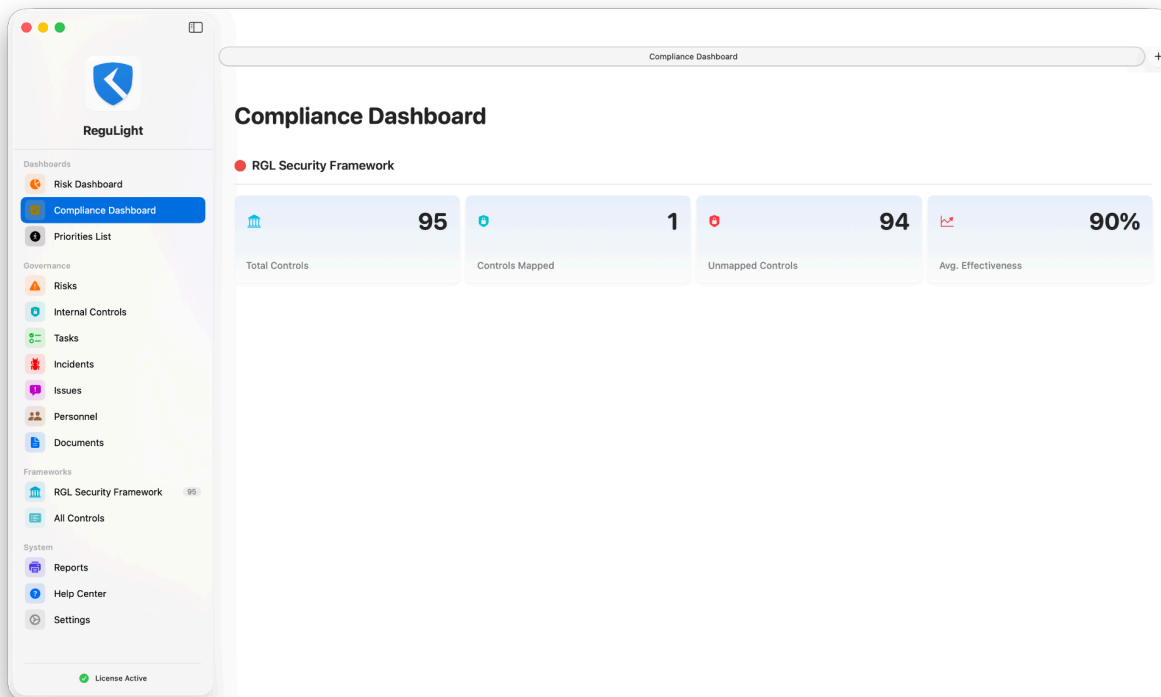 Compliance Dashboard
+
ReguLight
Dashboards
Risk Dashboard
Compliance Dashboard
Priorities List
Governance
Risks
Internal Controls
Tasks
Incidents
Issues
Personnel
Documents
Frameworks
RGL Security Framework 95
All Controls
System
Reports
Help Center
Settings
License Active
Compliance Dashboard
RGL Security Framework
95
Total Controls
1
Controls Mapped
94
Unmapped Controls
90%
Avg. Effectiveness